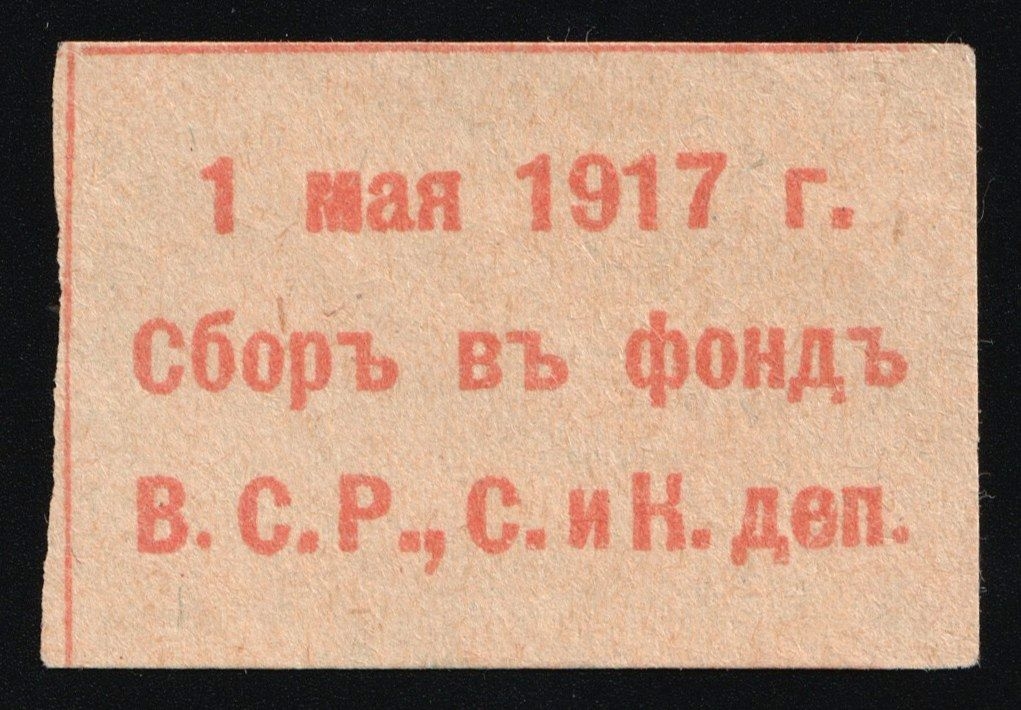 1 мая 1917 г.
Сборъ въ фондъ
В. С. Р., С. и К. деп.